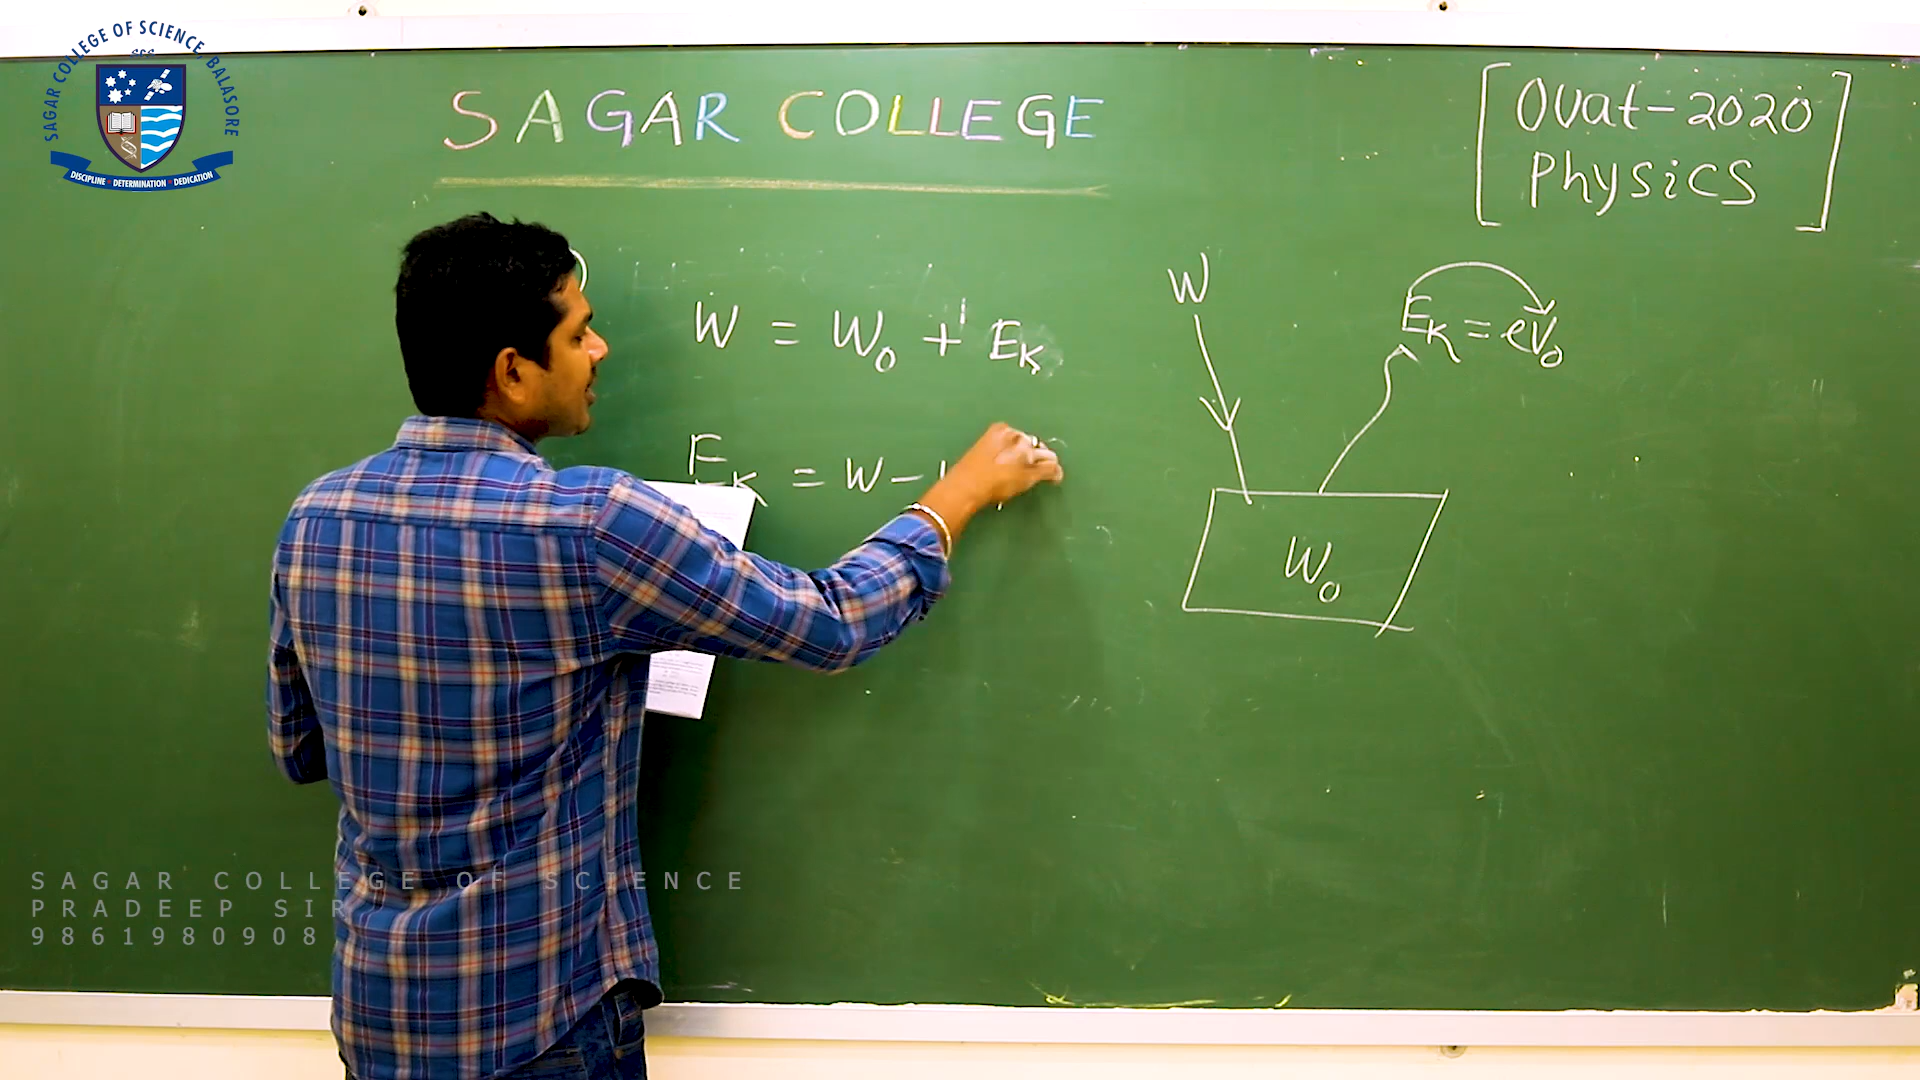 SAGAR COLLEGE OF SCIENCE, BALASORE
DISCIPLINE • DETERMINATION • DEDICATION
SAGAR COLLEGE
[OUat-2020
Physics]
W = W₀ + Eₖ
Eₖ = W -
W
Eₖ = eV₀
W₀
SAGAR COLLEGE OF SCIENCE
PRADEEP SIR
9861980908